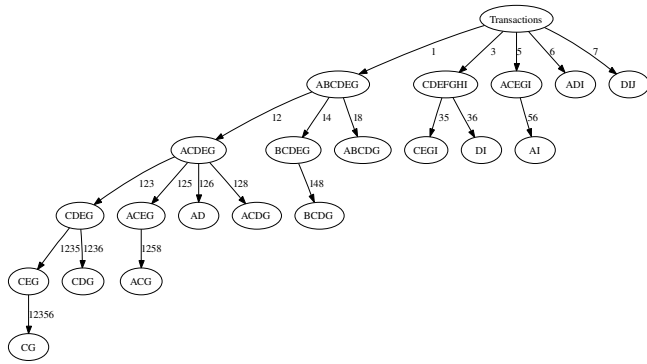 Transactions
1
3
5
6
7
ABCDEG
CDEFGHI
ACEGI
ADI
DIJ
12
14
18
35
36
56
ACDEG
BCDEG
ABCDG
CEGI
DI
AI
123
125
126
128
148
CDEG
ACEG
AD
ACDG
BCDG
1235
1236
1258
CEG
CDG
ACG
12356
CG